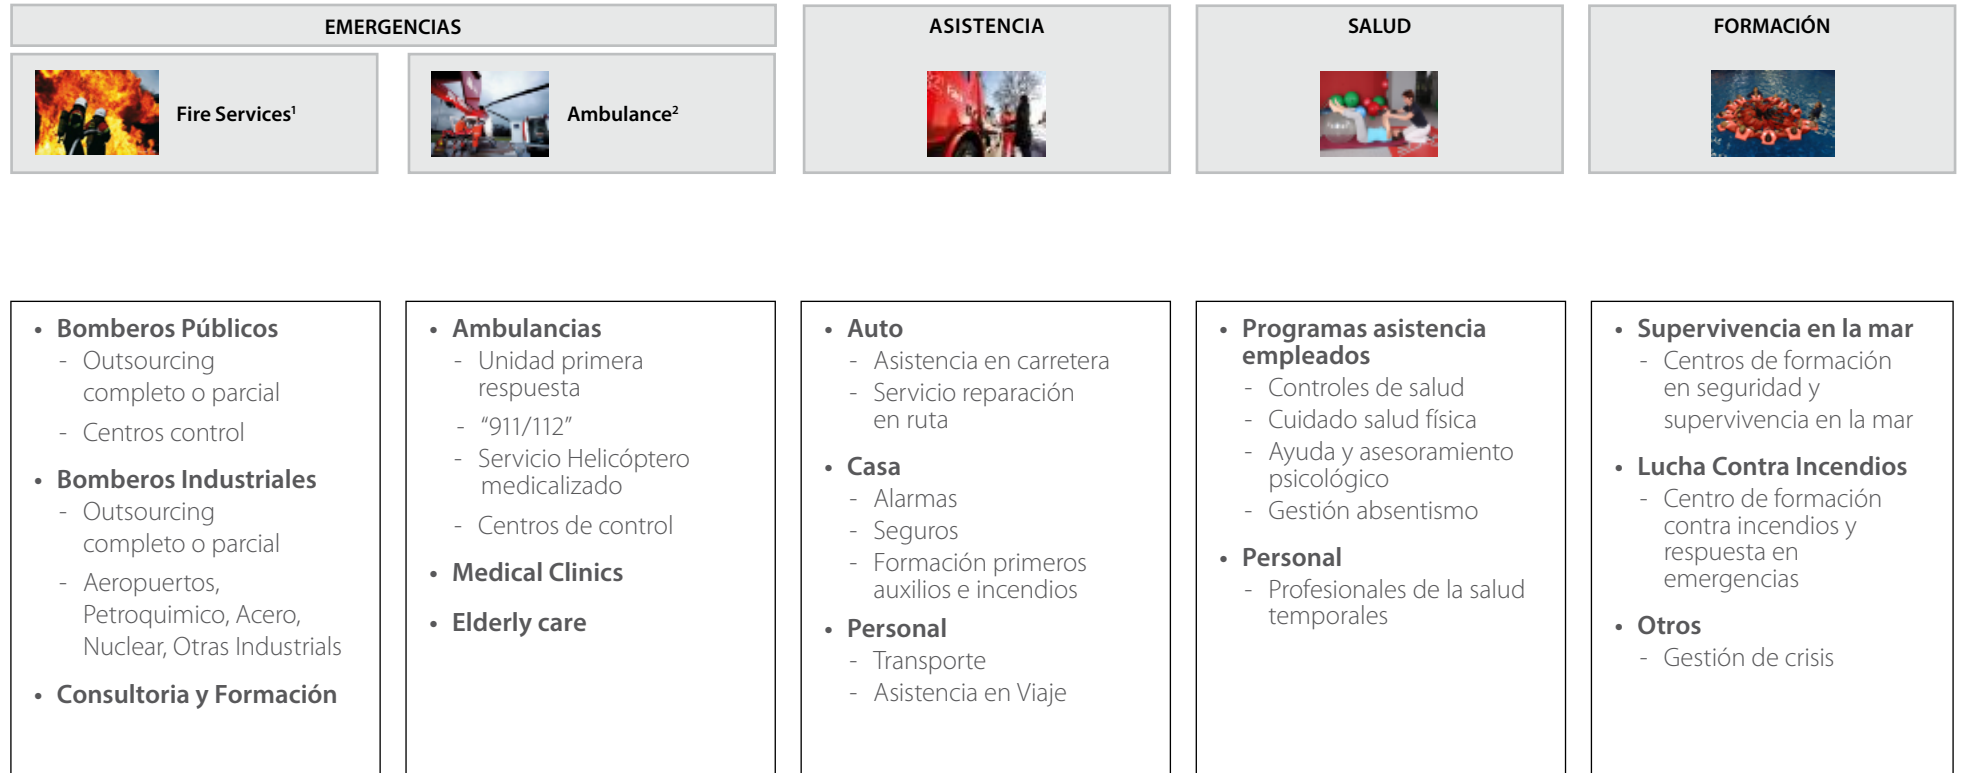 EMERGENCIAS
Fire Services¹
Ambulance²
ASISTENCIA
SALUD
FORMACIÓN
• Bomberos Públicos
- Outsourcing
completo o parcial
- Centros control
• Bomberos Industriales
- Outsourcing
completo o parcial
- Aeropuertos,
Petroquimico, Acero,
Nuclear, Otras Industrials
• Consultoria y Formación
• Ambulancias
- Unidad primera
respuesta
- “911/112”
- Servicio Helicóptero
medicalizado
- Centros de control
• Medical Clinics
• Elderly care
• Auto
- Asistencia en carretera
- Servicio reparación
en ruta
• Casa
- Alarmas
- Seguros
- Formación primeros
auxilios e incendios
• Personal
- Transporte
- Asistencia en Viaje
• Programas asistencia
empleados
- Controles de salud
- Cuidado salud física
- Ayuda y asesoramiento
psicológico
- Gestión absentismo
• Personal
- Profesionales de la salud
temporales
• Supervivencia en la mar
- Centros de formación
en seguridad y
supervivencia en la mar
• Lucha Contra Incendios
- Centro de formación
contra incendios y
respuesta en
emergencias
• Otros
- Gestión de crisis